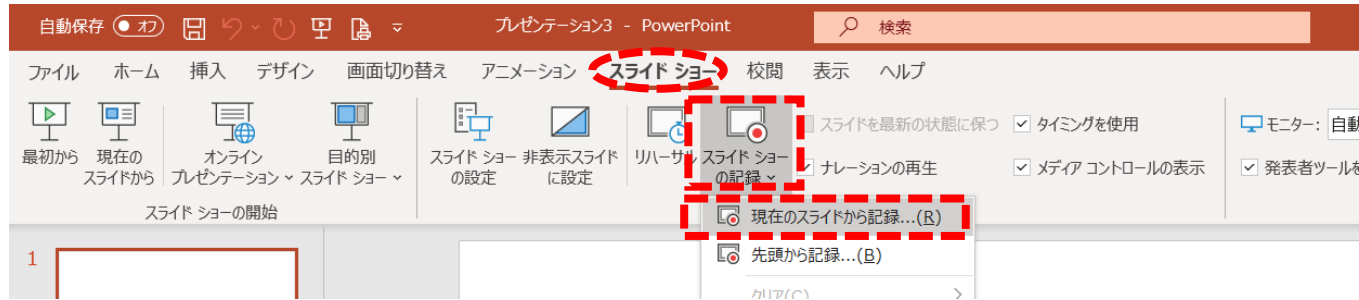 自動保存 オフ プレゼンテーション3 - PowerPoint 検索
ファイル ホーム 挿入 デザイン 画面切り替え アニメーション スライド ショー 校閲 表示 ヘルプ
最初から
現在の
スライドから
オンライン
プレゼンテーション
目的別
スライド ショー
スライド ショーの開始
スライド ショー
の設定
非表示スライド
に設定
リハーサル
スライド ショー
の記録
スライドを最新の状態に保つ
ナレーションの再生
タイミングを使用
メディア コントロールの表示
モニター: 自動
発表者ツールを
現在のスライドから記録...(R)
先頭から記録...(B)
クリア(C)
1